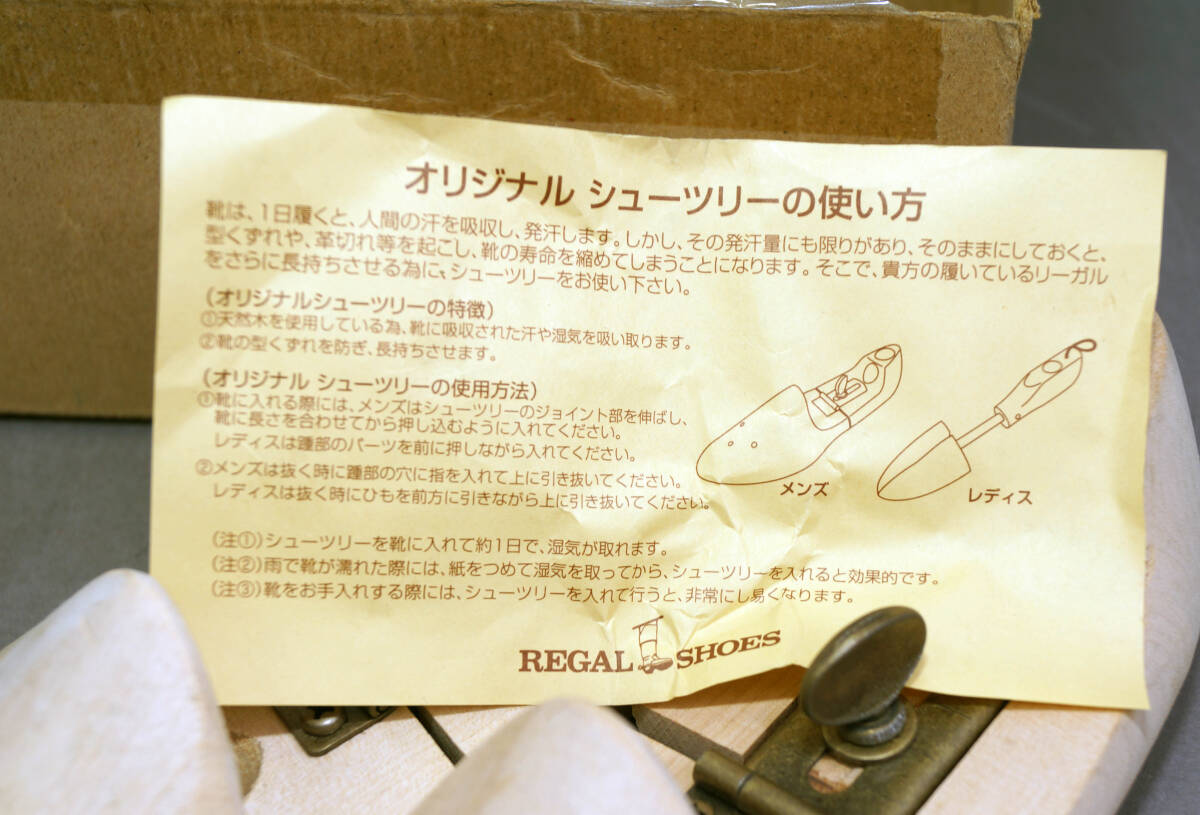 オリジナル シューツリーの使い方
靴は、1日履くと、人間の汗を吸収し、発汗します。しかし、その発汗量にも限りがあり、そのままにしておくと、
型くずれや、革切れ等を起こし、靴の寿命を縮めてしまうことになります。そこで、貴方の履いているリーガル
をさらに長持ちさせる為に、シューツリーをお使い下さい。
(オリジナルシューツリーの特徴)
①天然木を使用している為、靴に吸収された汗や湿気を吸い取ります。
②靴の型くずれを防ぎ、長持ちさせます。
(オリジナル シューツリーの使用方法)
①靴に入れる際には、メンズはシューツリーのジョイント部を伸ばし、
靴に長さを合わせてから押し込むように入れてください。
レディスは踵部のパーツを前に押しながら入れてください。
②メンズは抜く時に踵部の穴に指を入れて上に引き抜いてください。
レディスは抜く時にひもを前方に引きながら上に引き抜いてください。
メンズ
レディス
(注①)シューツリーを靴に入れて約1日で、湿気が取れます。
(注②)雨で靴が濡れた際には、紙をつめて湿気を取ってから、シューツリーを入れると効果的です。
(注③)靴をお手入れする際には、シューツリーを入れて行うと、非常にし易くなります。
REGAL SHOES